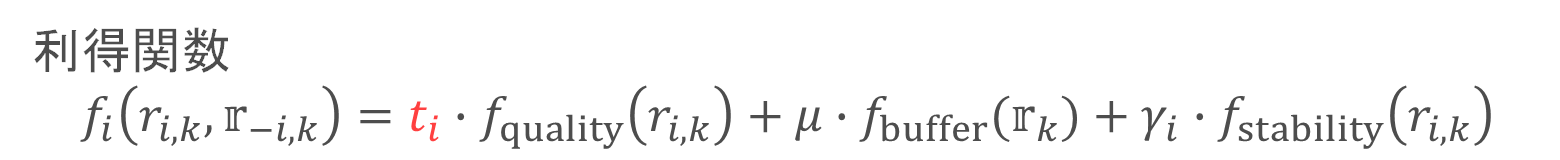 利得関数
f_i(r_{i,k}, 𝕣_{−i,k}) = t_i · f_quality(r_{i,k}) + μ · f_buffer(𝕣_k) + γ_i · f_stability(r_{i,k})